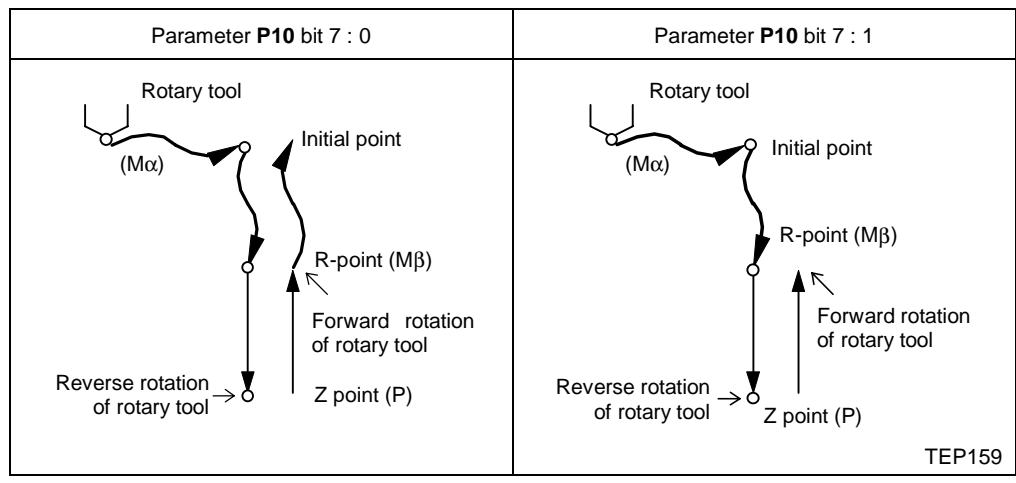 Parameter P10 bit 7 : 0
Rotary tool
Initial point
(Mα)
R-point (Mβ)
Forward rotation
of rotary tool
Reverse rotation
of rotary tool
Z point (P)
Parameter P10 bit 7 : 1
Rotary tool
Initial point
(Mα)
R-point (Mβ)
Forward rotation
of rotary tool
Reverse rotation
of rotary tool
Z point (P)
TEP159